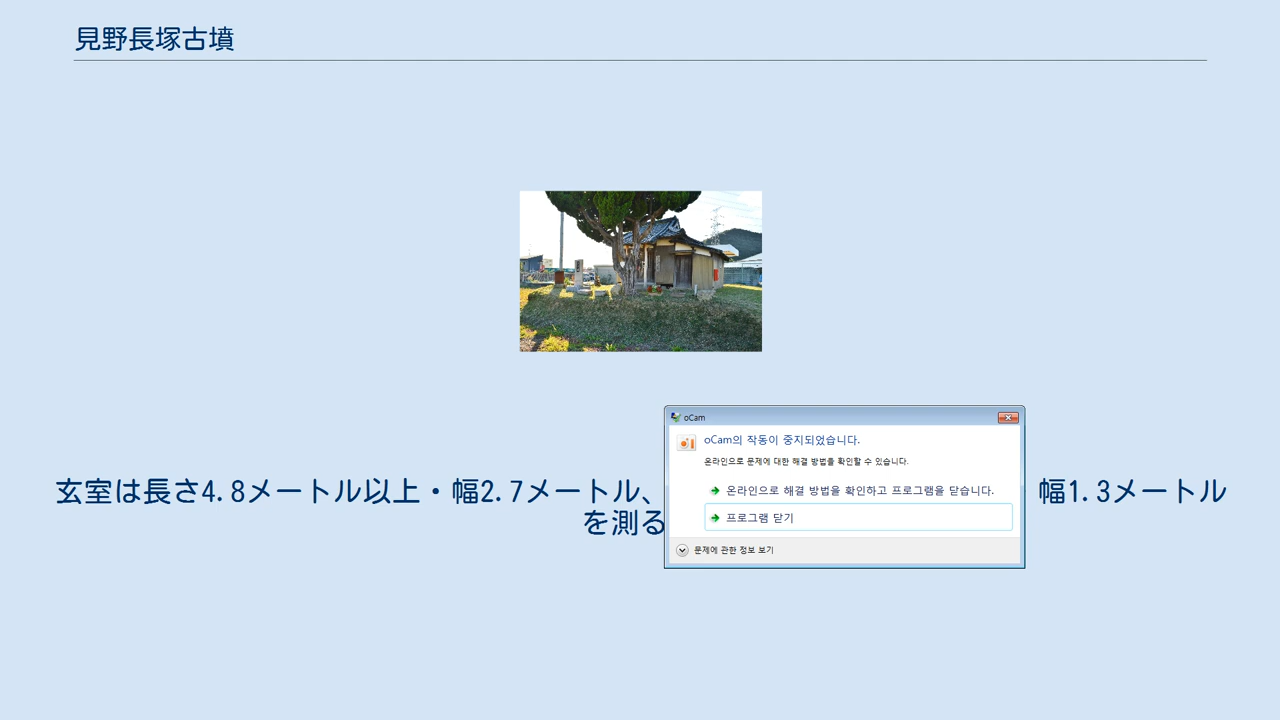 見野長塚古墳
玄室は長さ4.8メートル以上・幅2.7メートル、
幅1.3メートル
を測る
oCam
oCam의 작동이 중지되었습니다.
온라인으로 문제에 대한 해결 방법을 확인할 수 있습니다.
온라인으로 해결 방법을 확인하고 프로그램을 닫습니다.
프로그램 닫기
문제에 관한 정보 보기